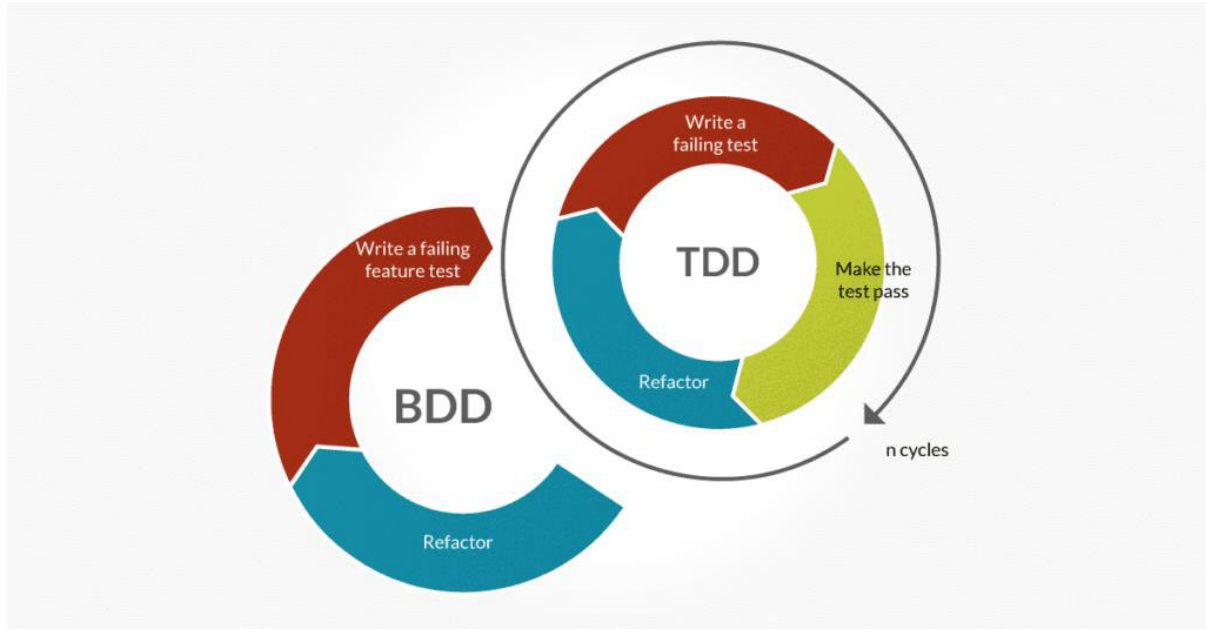 Write a
failing test
TDD
Make the
test pass
Refactor
n cycles
Write a failing
feature test
BDD
Refactor